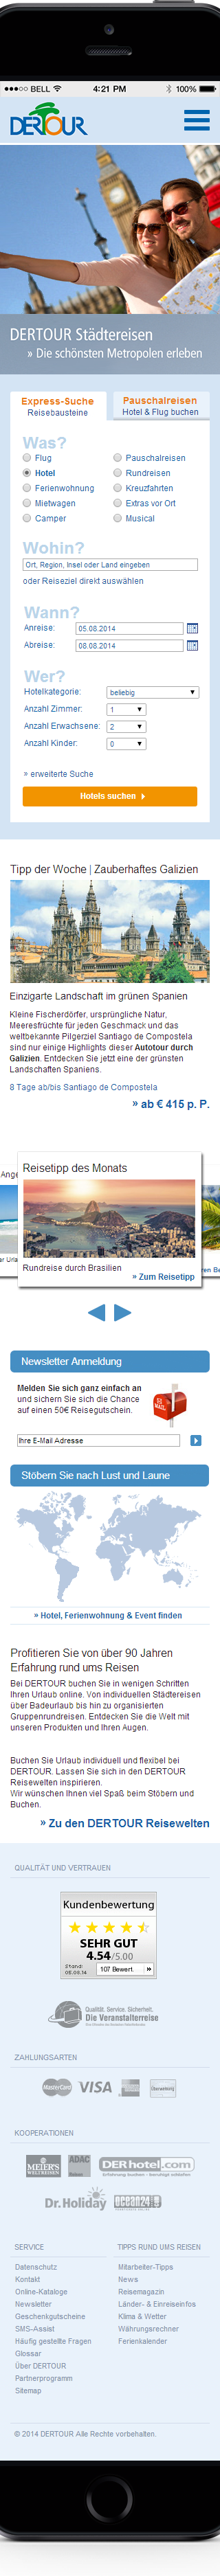 ●●●○○ BELL 4:21 PM 100%
DERTOUR
DERTOUR Städtereisen
» Die schönsten Metropolen erleben
Express-Suche
Reisebausteine
Pauschalreisen
Hotel & Flug buchen
Was?
Flug
Pauschalreisen
Hotel
Rundreisen
Ferienwohnung
Kreuzfahrten
Mietwagen
Extras vor Ort
Camper
Musical
Wohin?
Ort, Region, Insel oder Land eingeben
oder Reiseziel direkt auswählen
Wann?
Anreise: 05.08.2014
Abreise: 08.08.2014
Wer?
Hotelkategorie: beliebig
Anzahl Zimmer: 1
Anzahl Erwachsene: 2
Anzahl Kinder: 0
» erweiterte Suche
Hotels suchen
Tipp der Woche | Zauberhaftes Galizien
Einzigarte Landschaft im grünen Spanien
Kleine Fischerdörfer, ursprüngliche Natur,
Meeresfrüchte für jeden Geschmack und das
weltbekannte Pilgerziel Santiago de Compostela
sind nur einige Highlights dieser Autotour durch
Galizien. Entdecken Sie jetzt eine der grünsten
Landschaften Spaniens.
8 Tage ab/bis Santiago de Compostela
» ab € 415 p. P.
Ange
Reisetipp des Monats
Rundreise durch Brasilien
» Zum Reisetipp
Newsletter Anmeldung
Melden Sie sich ganz einfach an
und sichern Sie sich die Chance
auf einen 50€ Reisegutschein.
MAIL
Ihre E-Mail Adresse
Stöbern Sie nach Lust und Laune
» Hotel, Ferienwohnung & Event finden
Profitieren Sie von über 90 Jahren
Erfahrung rund ums Reisen
Bei DERTOUR buchen Sie in wenigen Schritten
Ihren Urlaub online. Von individuellen Städtereisen
über Badeurlaub bis hin zu organisierten
Gruppenrundreisen. Entdecken Sie die Welt mit
unseren Produkten und Ihren Augen.
Buchen Sie Urlaub individuell und flexibel bei
DERTOUR. Lassen Sie sich in den DERTOUR
Reisewelten inspirieren.
Wir wünschen Ihnen viel Spaß beim Stöbern und
Buchen.
» Zu den DERTOUR Reisewelten
QUALITÄT UND VERTRAUEN
Kundenbewertung
SEHR GUT
4.54/5.00
Stand:
05.08.14
107 Bewert.
Qualität. Service. Sicherheit.
Die Veranstalterreise
ZAHLUNGSARTEN
MasterCard VISA Überweisung
KOOPERATIONEN
MEIER'S
WELTREISEN
ADAC
Reisen
DERhotel.com
Dr.Holiday
SERVICE
TIPPS RUND UMS REISEN
Datenschutz
Mitarbeiter-Tipps
Kontakt
News
Online-Kataloge
Reisemagazin
Newsletter
Länder- & Einreiseinfos
Geschenkgutscheine
Klima & Wetter
SMS-Assist
Währungsrechner
Häufig gestellte Fragen
Ferienkalender
Glossar
Über DERTOUR
Partnerprogramm
Sitemap
© 2014 DERTOUR Alle Rechte vorbehalten.